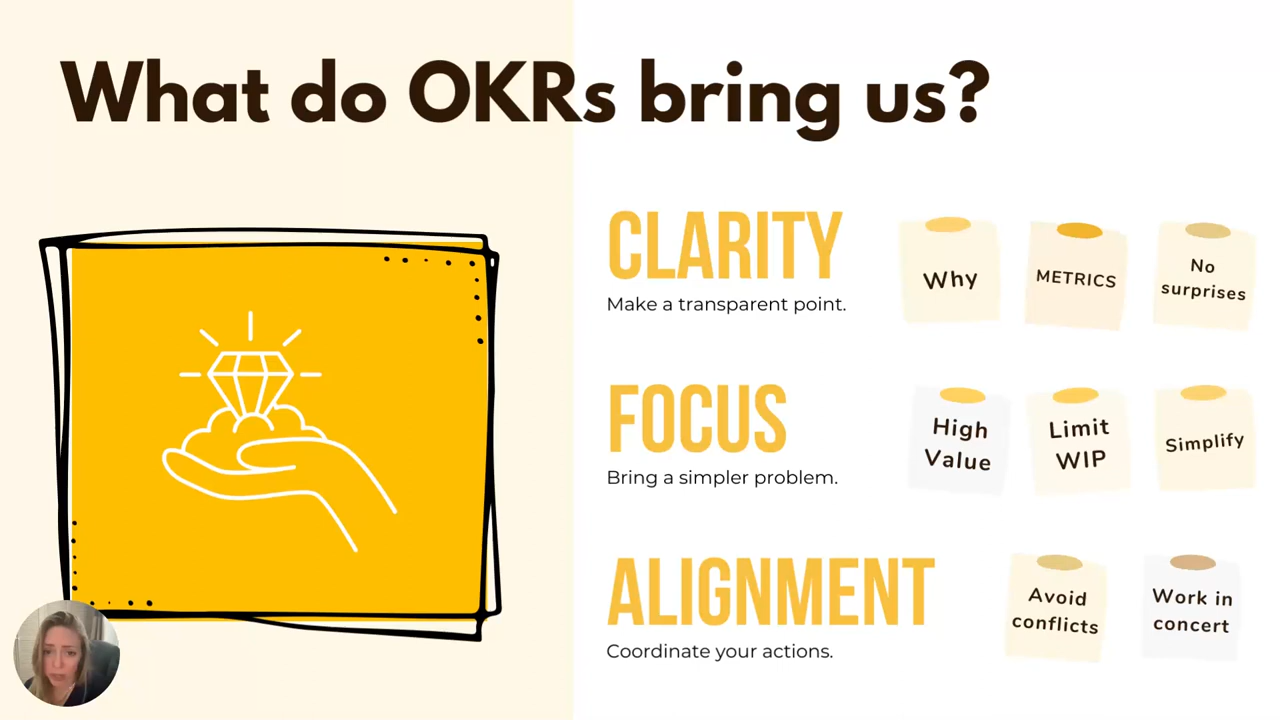 What do OKRs bring us?
CLARITY
Make a transparent point.
Why
METRICS
No
surprises
FOCUS
Bring a simpler problem.
High
Value
Limit
WIP
Simplify
ALIGNMENT
Coordinate your actions.
Avoid
conflicts
Work in
concert